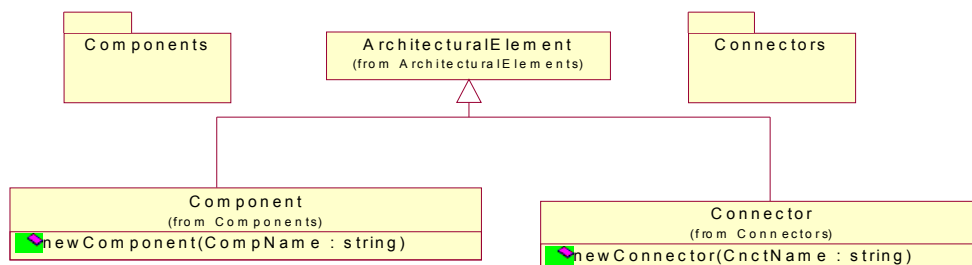 Components
ArchitecturalElement
(from ArchitecturalElements)
Connectors
Component
(from Components)
newComponent(CompName : string)
Connector
(from Connectors)
newConnector(CnctName : string)